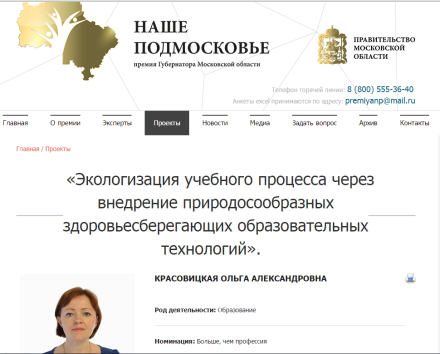 НАШЕ
ПОДМОСКОВЬЕ
премия Губернатора Московской области
ПРАВИТЕЛЬСТВО
МОСКОВСКОЙ
ОБЛАСТИ
Телефон горячей линии: 8 (800) 555-36-40
Анкеты excel принимаются по адресу: premiyanp@mail.ru
Главная О премии Эксперты Проекты Новости Медиа Задать вопрос Архив Контакты
Главная / Проекты
«Экологизация учебного процесса через
внедрение природосообразных
здоровьесберегающих образовательных
технологий».
КРАСОВИЦКАЯ ОЛЬГА АЛЕКСАНДРОВНА
Род деятельности: Образование
Номинация: Больше, чем профессия